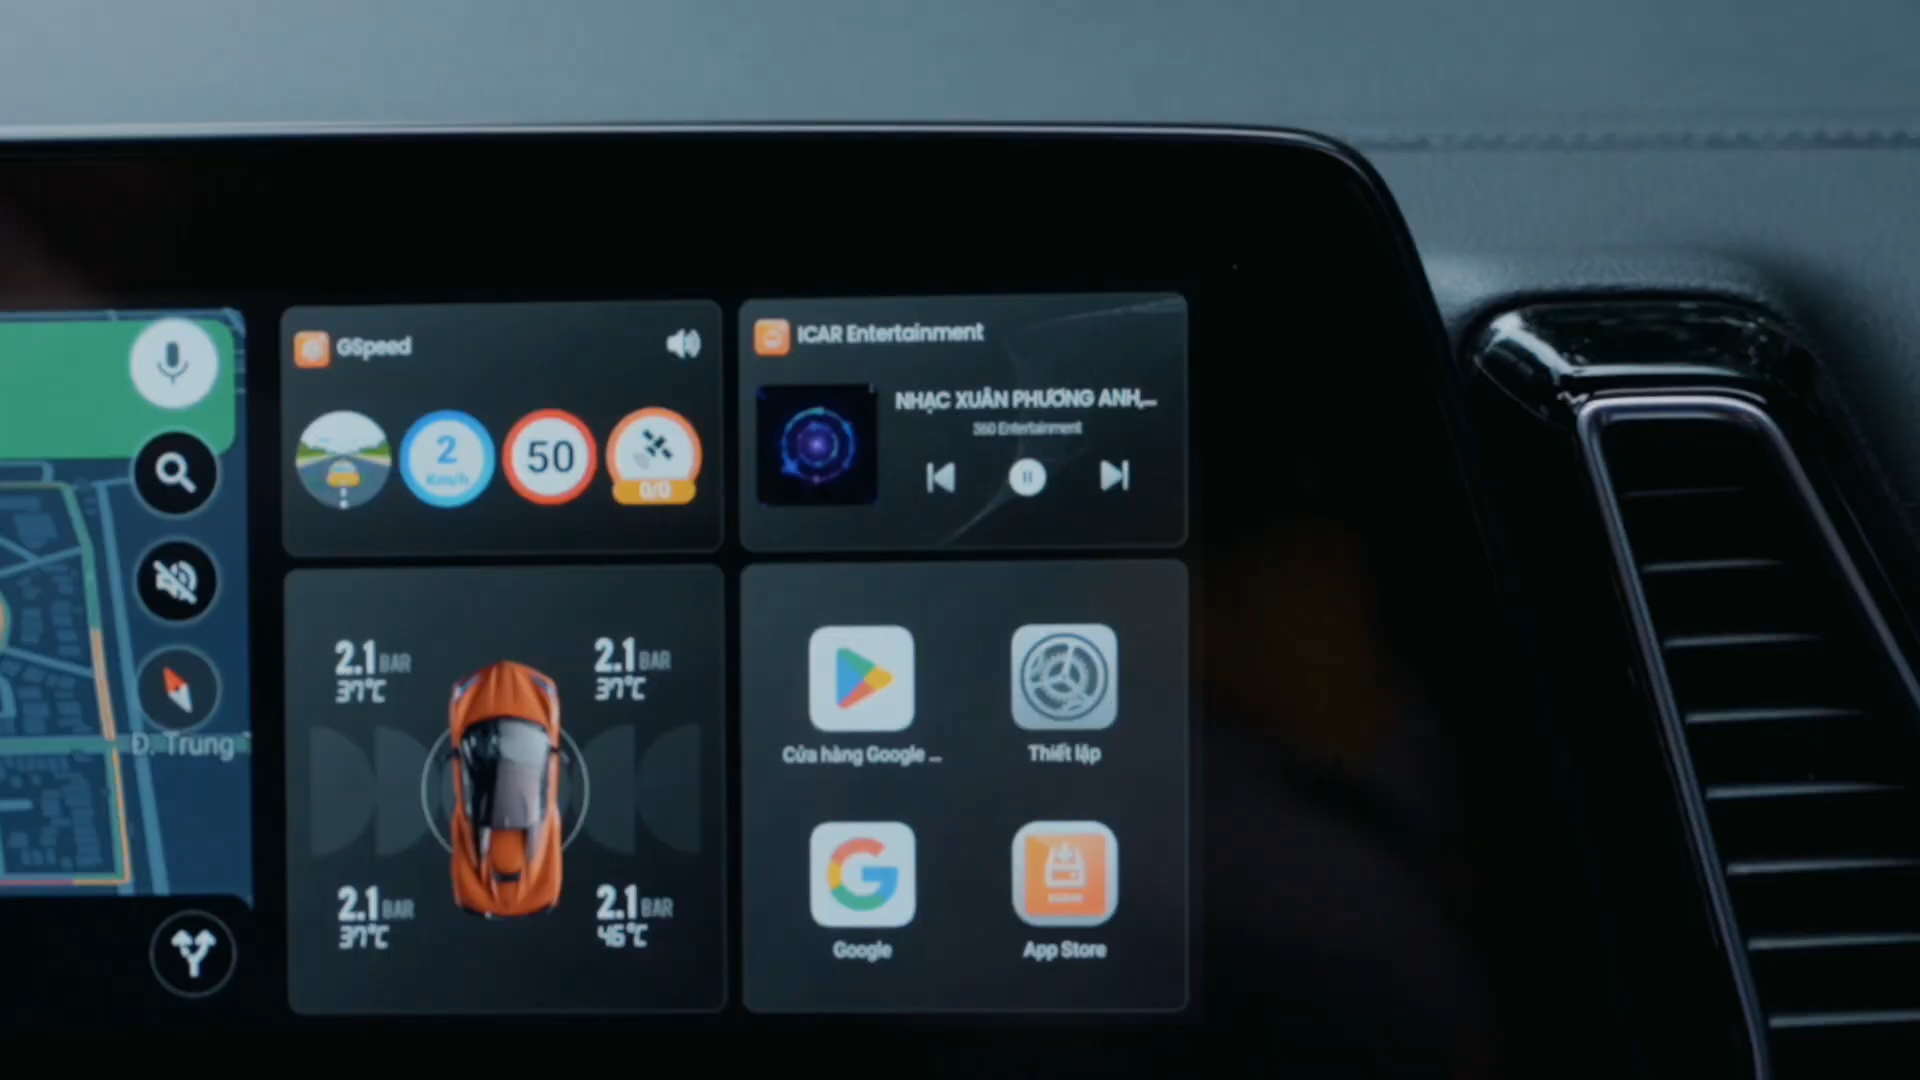 GSpeed
2
Km/h
50
0/0
ICAR Entertainment
NHẠC XUÂN PHƯƠNG ANH,...
360 Entertainment
Đ. Trung
2.1 BAR
37°C
2.1 BAR
37°C
2.1 BAR
37°C
2.1 BAR
46°C
Cửa hàng Google ...
Thiết lập
Google
App Store